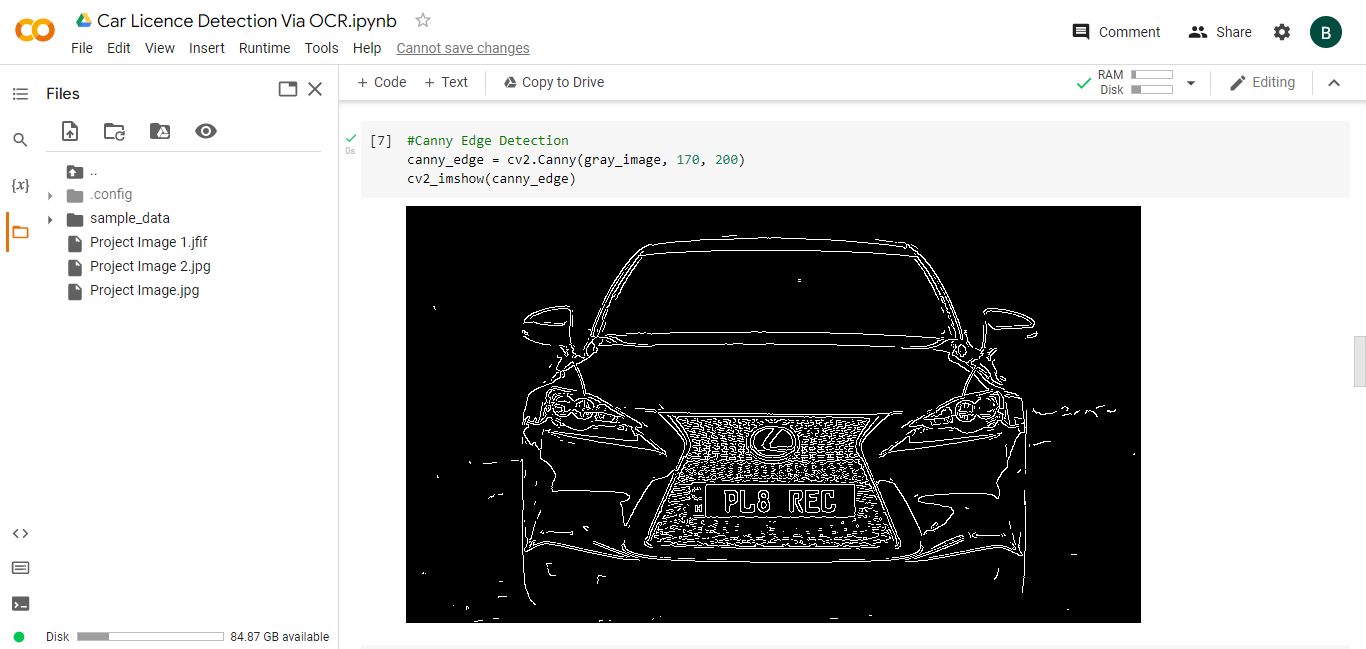 Car Licence Detection Via OCR.ipynb
File Edit View Insert Runtime Tools Help Cannot save changes
Comment
Share
B
Files
+ Code + Text Copy to Drive
RAM
Disk
Editing
{x}
..
.config
sample_data
Project Image 1.jfif
Project Image 2.jpg
Project Image.jpg
0s
[7]
#Canny Edge Detection
canny_edge = cv2.Canny(gray_image, 170, 200)
cv2_imshow(canny_edge)
PL8 REC
Disk 84.87 GB available